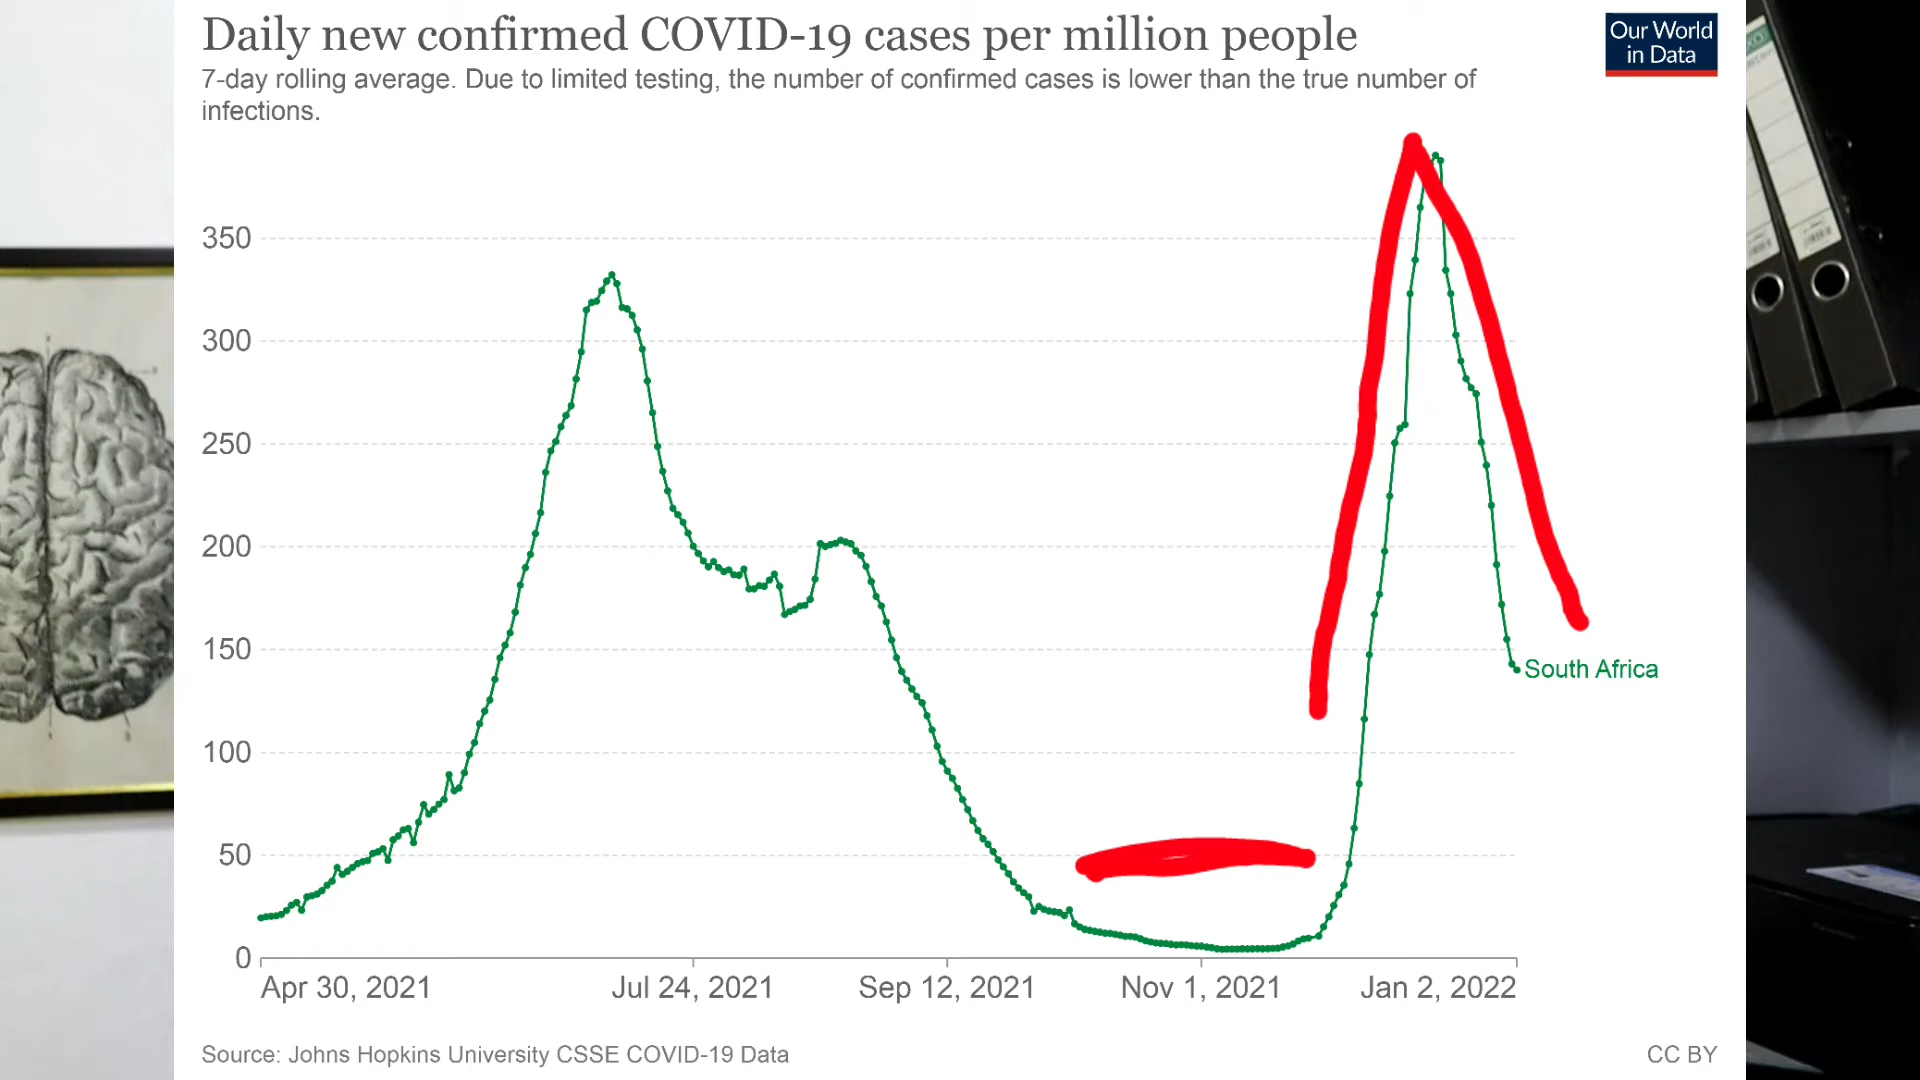 Daily new confirmed COVID-19 cases per million people
Our World
in Data
7-day rolling average. Due to limited testing, the number of confirmed cases is lower than the true number of
infections.
350
300
250
200
150
100
50
0
South Africa
Apr 30, 2021
Jul 24, 2021
Sep 12, 2021
Nov 1, 2021
Jan 2, 2022
Source: Johns Hopkins University CSSE COVID-19 Data
CC BY